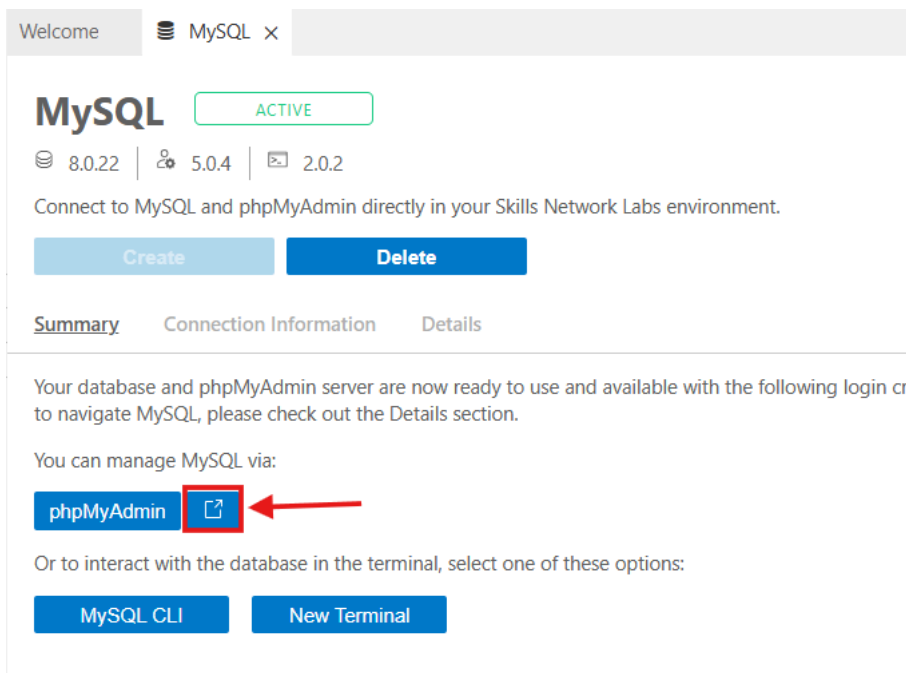 Welcome
MySQL
MySQL
ACTIVE
8.0.22
5.0.4
2.0.2
Connect to MySQL and phpMyAdmin directly in your Skills Network Labs environment.
Create
Delete
Summary
Connection Information
Details
Your database and phpMyAdmin server are now ready to use and available with the following login
to navigate MySQL, please check out the Details section.
You can manage MySQL via:
phpMyAdmin
Or to interact with the database in the terminal, select one of these options:
MySQL CLI
New Terminal